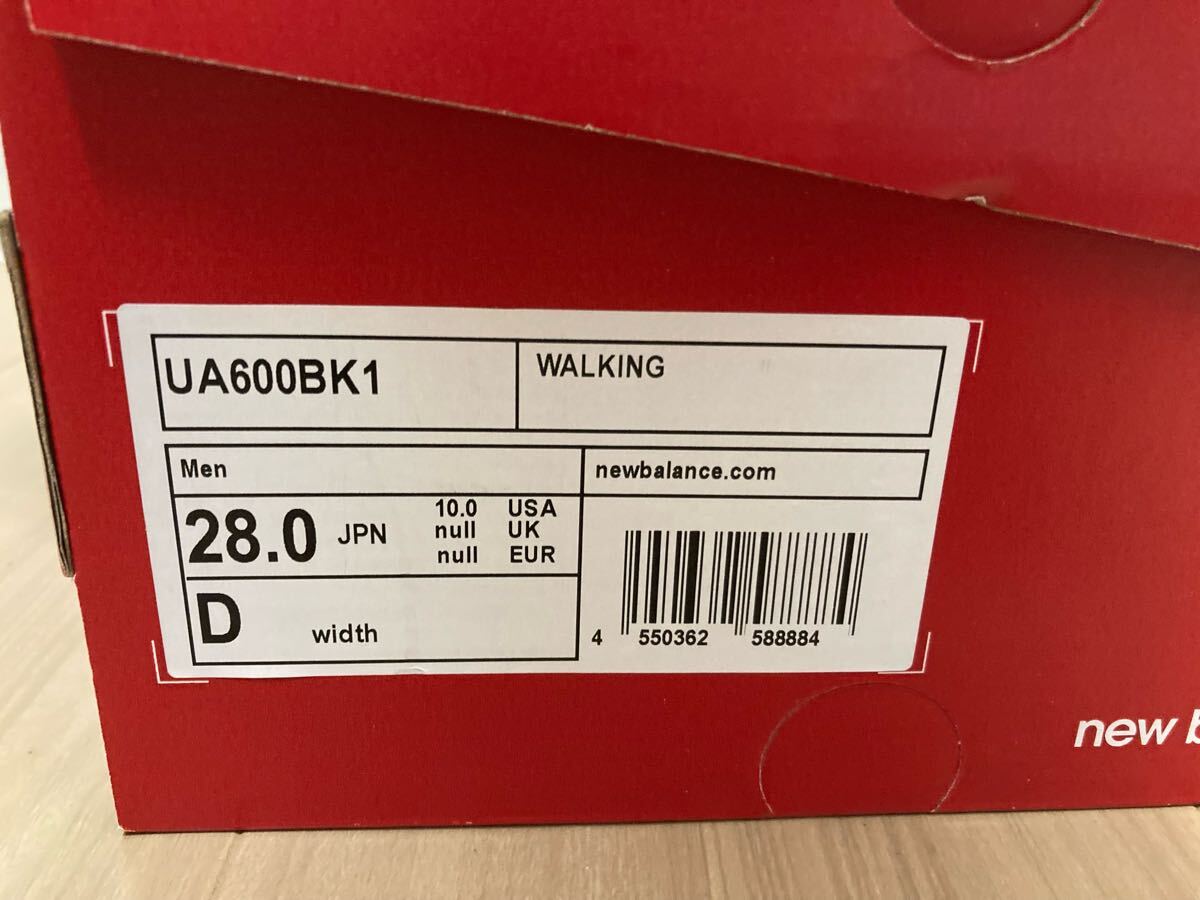 UA600BK1
WALKING
Men
newbalance.com
28.0 JPN
10.0 USA
null UK
null EUR
D width
4 550362 588884
new b